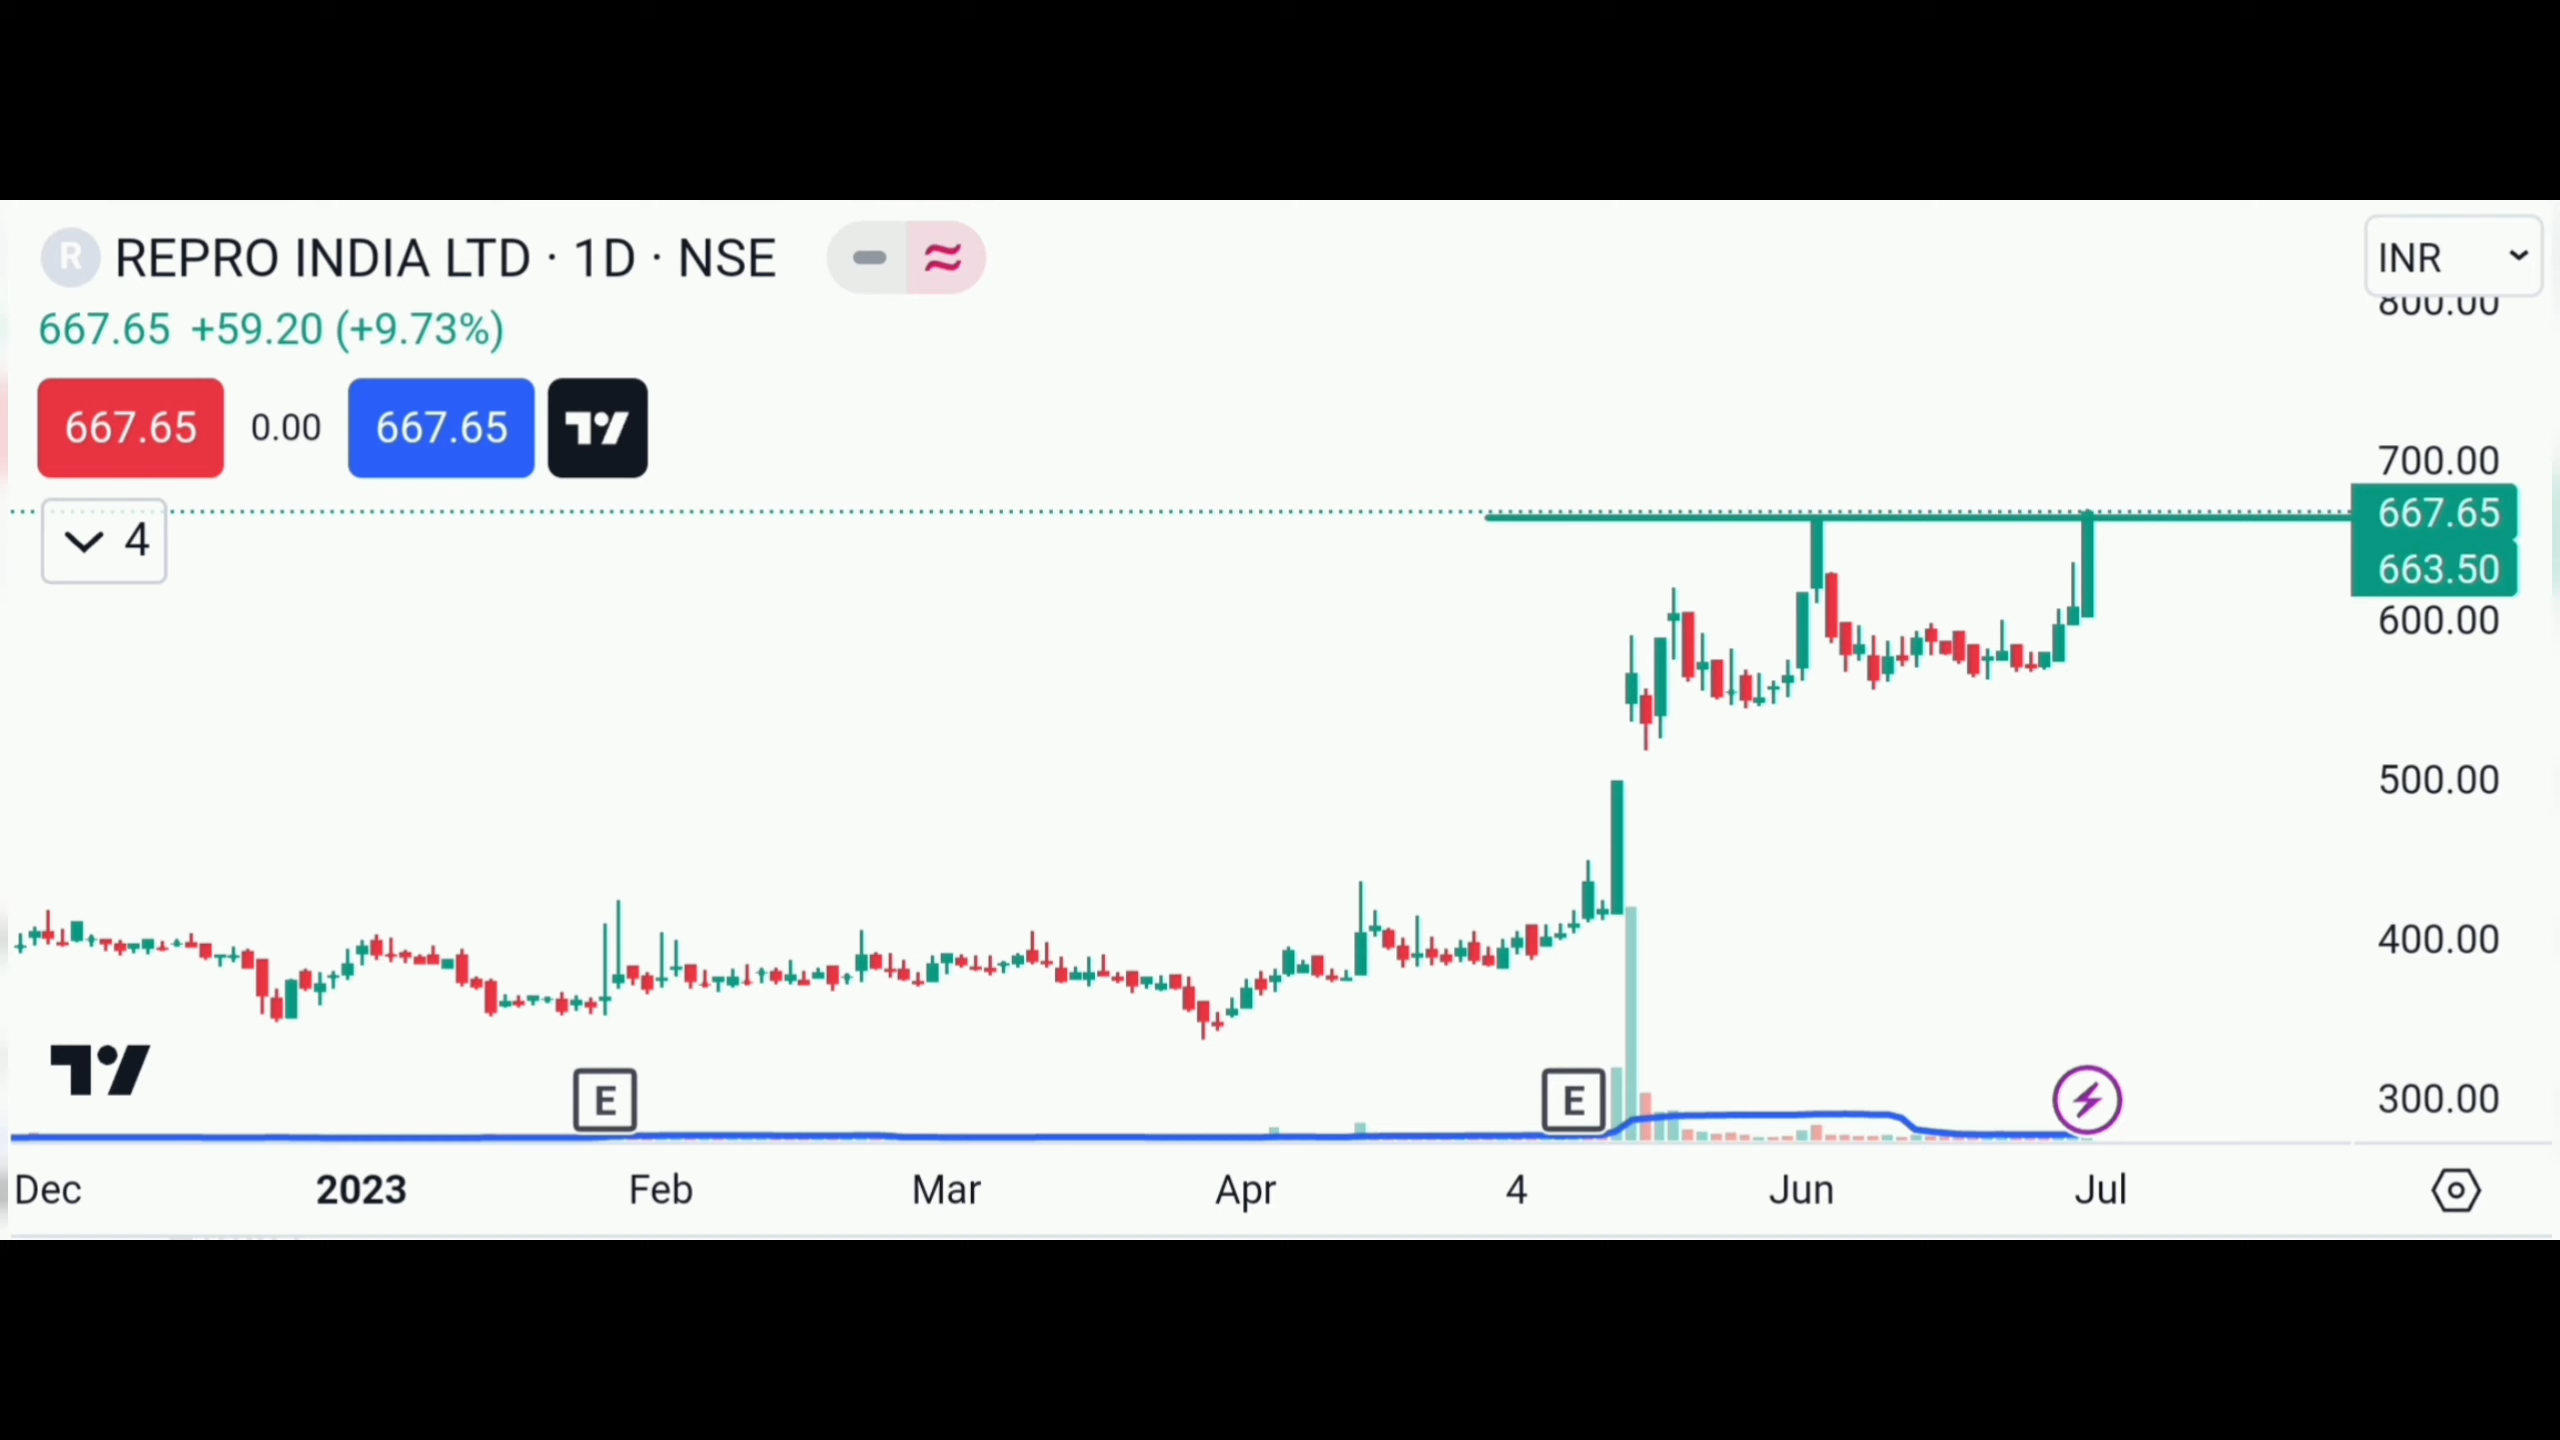 R REPRO INDIA LTD · 1D · NSE
INR
667.65 +59.20 (+9.73%)
800.00
667.65 0.00 667.65
700.00
667.65
4
663.50
600.00
500.00
400.00
E E
300.00
Dec 2023 Feb Mar Apr 4 Jun Jul